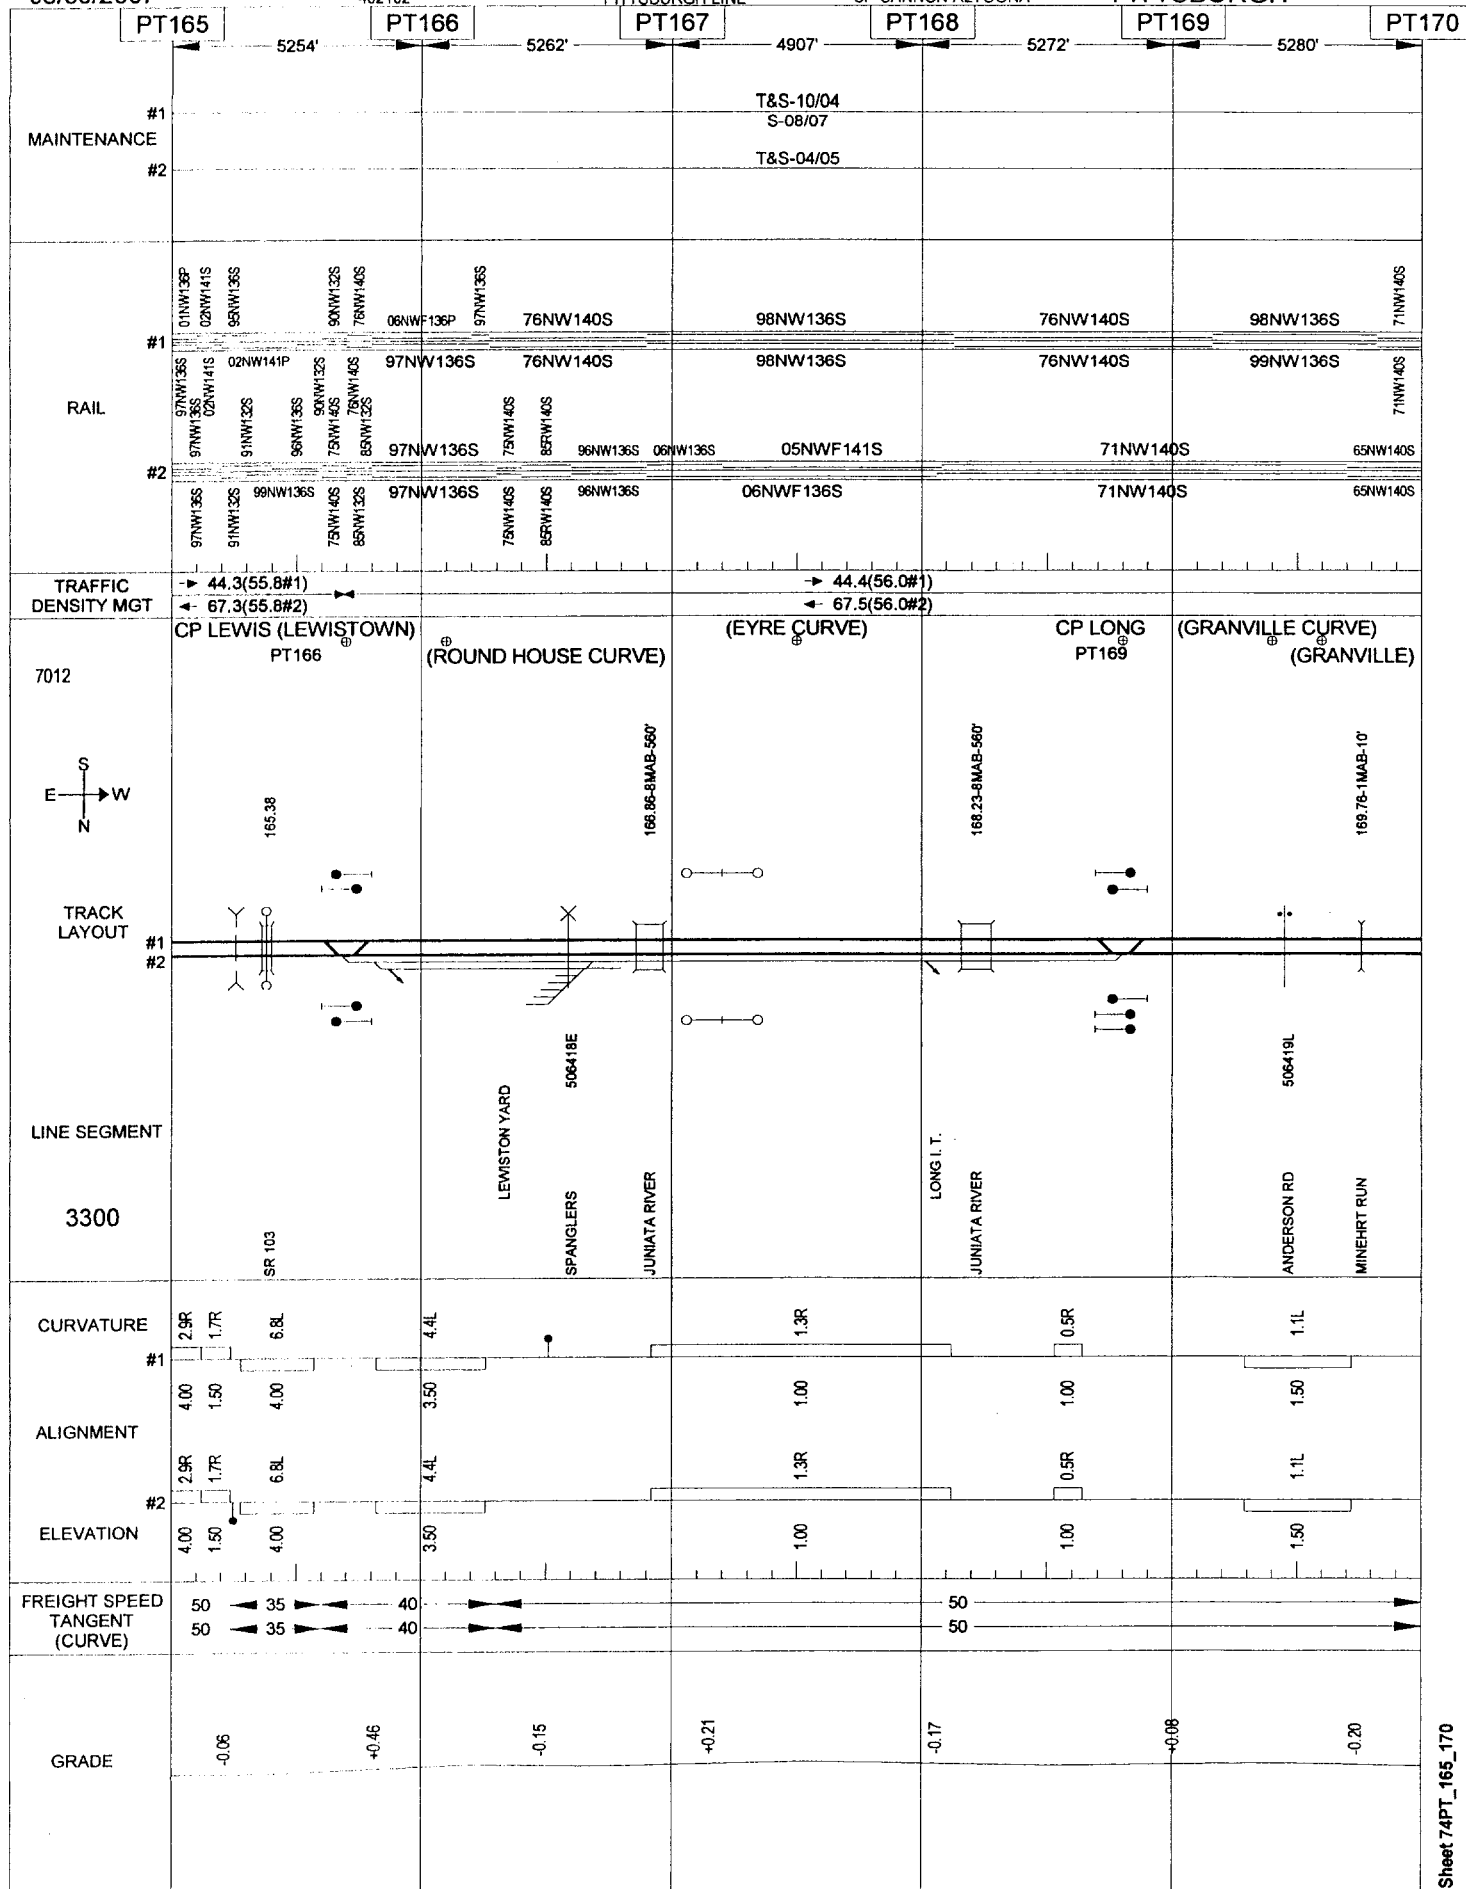 PITTSBURGH LINE
PT165 PT166 PT167 PT168 PT169 PT170
5254' 5262' 4907' 5272' 5280'
MAINTENANCE
#1
T&S-10/04
S-08/07
#2
T&S-04/05
RAIL
01NW136P 02NW141S 95NW136S 90NW132S 76NW140S 06NWF136P 97NW136S 76NW140S 98NW136S 76NW140S 98NW136S 71NW140S
#1
97NW136S 02NW141S 02NW141P 90NW132S 76NW140S 97NW136S 76NW140S 98NW136S 76NW140S 99NW136S 71NW140S
97NW136S 91NW132S 96NW136S 75NW140S 85NW132S 97NW136S 75NW140S 85RW140S 96NW136S 06NW136S 05NWF141S 71NW140S 65NW140S
#2
97NW136S 91NW132S 99NW136S 75NW140S 85NW132S 97NW136S 75NW140S 85RW140S 96NW136S 06NWF136S 71NW140S 65NW140S
TRAFFIC
DENSITY MGT
44.3(55.8#1) 44.4(56.0#1)
67.3(55.8#2) 67.5(56.0#2)
CP LEWIS (LEWISTOWN) (EYRE CURVE) CP LONG (GRANVILLE CURVE)
PT166 (ROUND HOUSE CURVE) PT169 (GRANVILLE)
7012
S
E W
N
165.38
166.86-8MAB-560'
168.23-8MAB-560'
169.76-1MAB-10'
TRACK
LAYOUT
#1
#2
506418E
506419L
LINE SEGMENT
3300
SR 103
LEWISTON YARD
SPANGLERS
JUNIATA RIVER
LONG I. T.
JUNIATA RIVER
ANDERSON RD
MINEHRT RUN
CURVATURE
2.9R 1.7R 6.8L 4.4L 1.3R 0.5R 1.1L
#1
4.00 1.50 4.00 3.50 1.00 1.00 1.50
ALIGNMENT
2.9R 1.7R 6.8L 4.4L 1.3R 0.5R 1.1L
#2
ELEVATION
4.00 1.50 4.00 3.50 1.00 1.00 1.50
FREIGHT SPEED
TANGENT
(CURVE)
50 35 40 50
50 35 40 50
GRADE
-0.06 +0.46 -0.15 +0.21 -0.17 +0.08 -0.20
Sheet 74PT_165_170